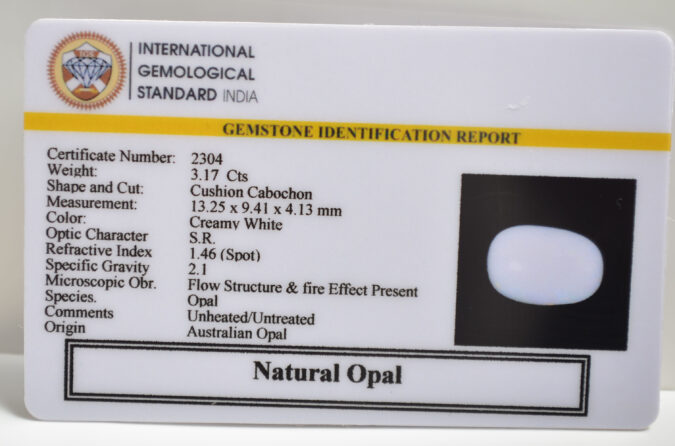 IGS
INTERNATIONAL
GEMOLOGICAL
STANDARD INDIA
GEMSTONE IDENTIFICATION REPORT
Certificate Number: 2304
Weight: 3.17 Cts
Shape and Cut: Cushion Cabochon
Measurement: 13.25 x 9.41 x 4.13 mm
Color: Creamy White
Optic Character S.R.
Refractive Index 1.46 (Spot)
Specific Gravity 2.1
Microscopic Obr. Flow Structure & fire Effect Present
Species. Opal
Comments Unheated/Untreated
Origin Australian Opal
Natural Opal